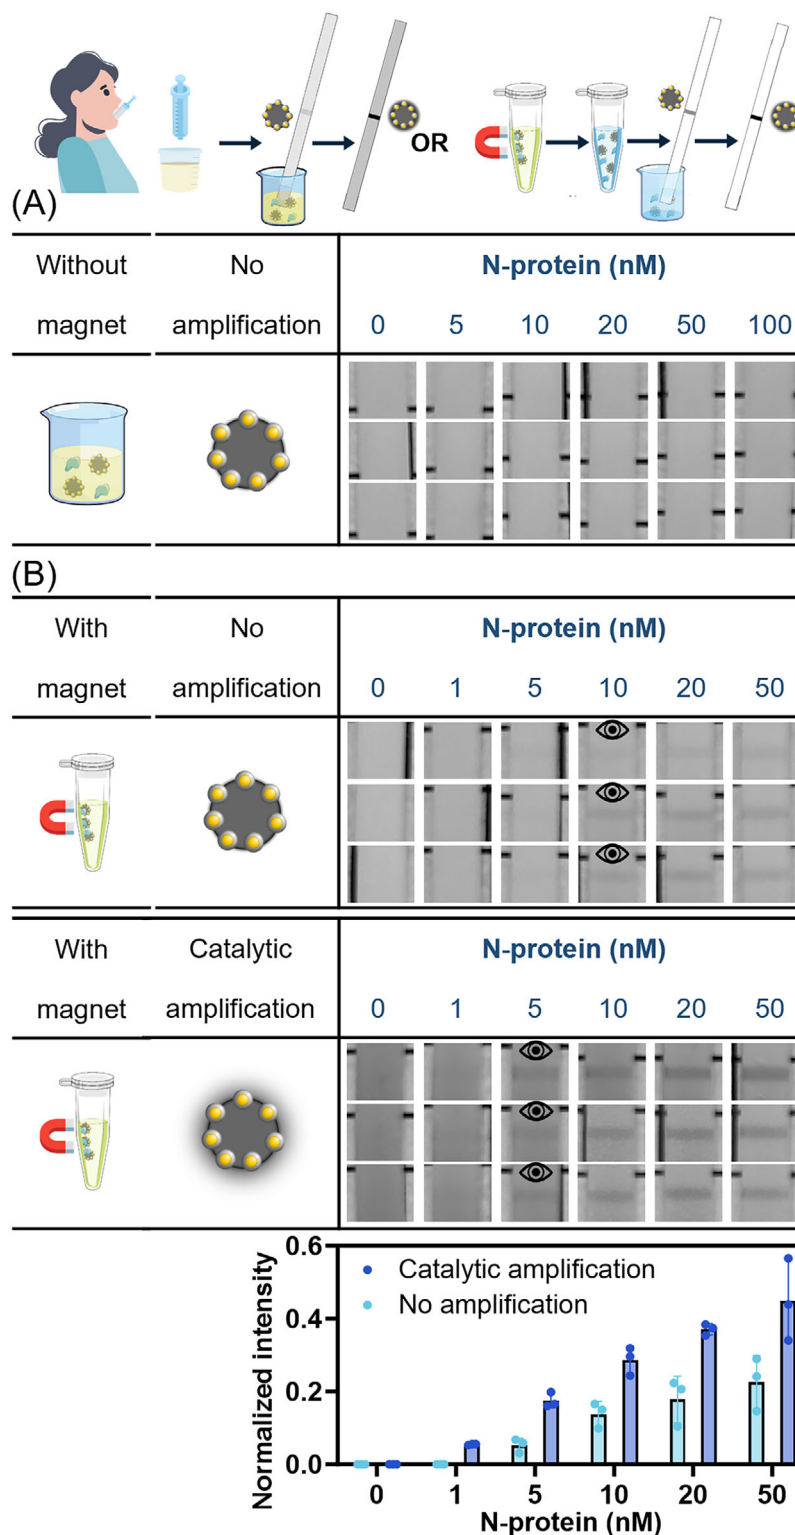 OR
(A)
Without magnet
No amplification
N-protein (nM)
0 5 10 20 50 100
(B)
With magnet
No amplification
N-protein (nM)
0 1 5 10 20 50
With magnet
Catalytic amplification
N-protein (nM)
0 1 5 10 20 50
Normalized intensity
0.6
0.4
0.2
0.0
Catalytic amplification
No amplification
0 1 5 10 20 50
N-protein (nM)